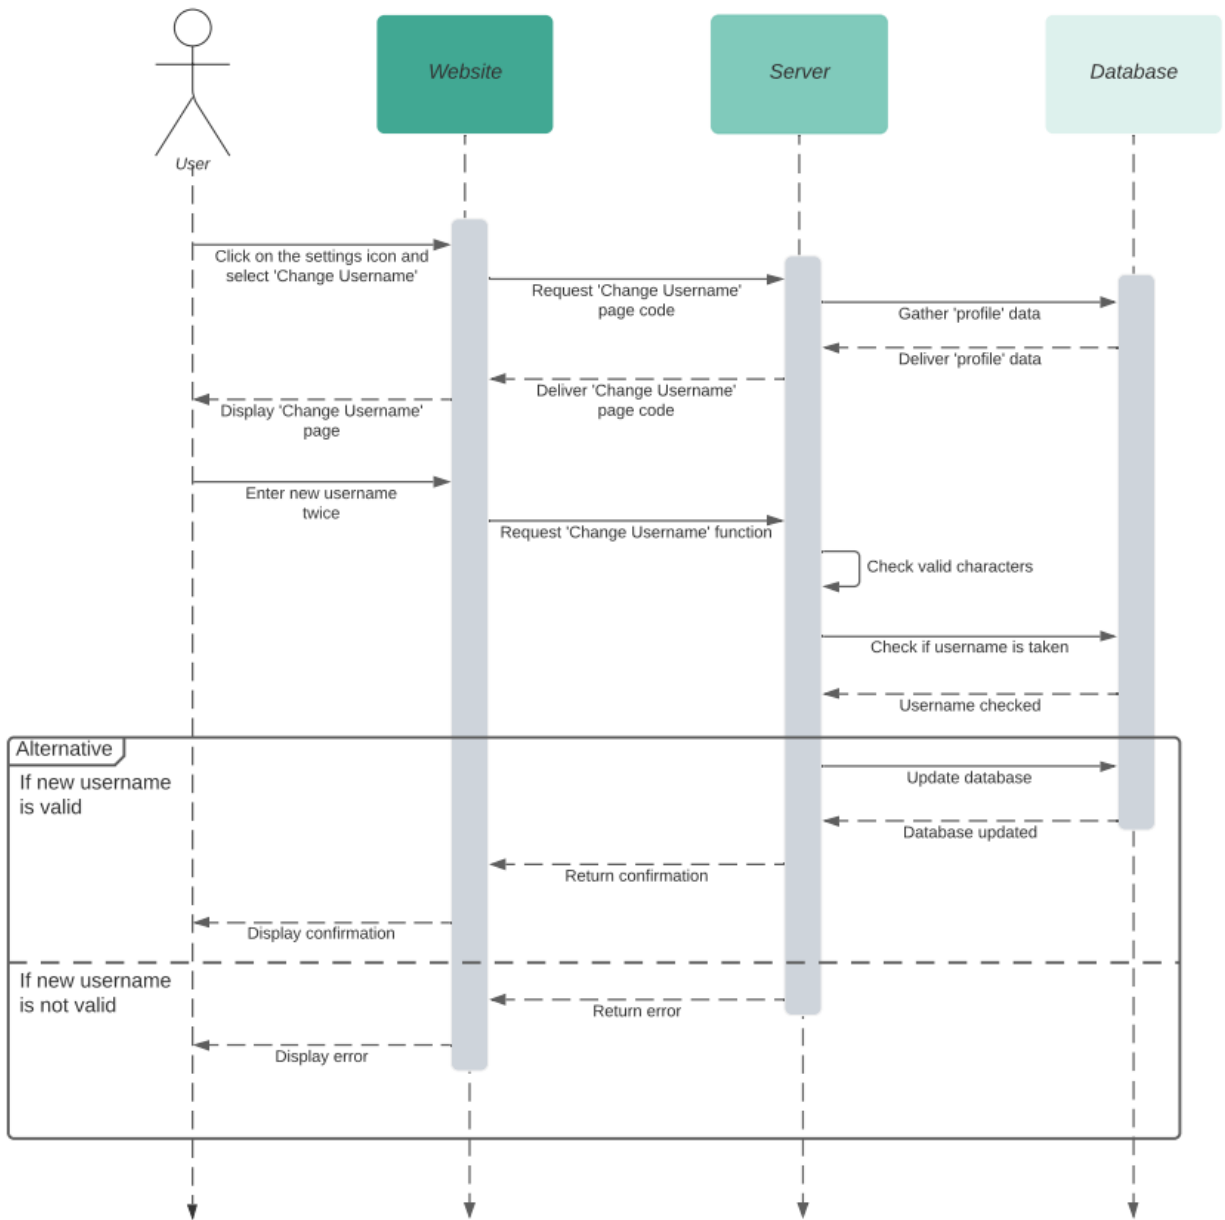 Website
Server
Database
User
Click on the settings icon and
select 'Change Username'
Request 'Change Username'
page code
Gather 'profile' data
Deliver 'profile' data
Deliver 'Change Username'
page code
Display 'Change Username'
page
Enter new username
twice
Request 'Change Username' function
Check valid characters
Check if username is taken
Username checked
Alternative
If new username
is valid
Update database
Database updated
Return confirmation
Display confirmation
If new username
is not valid
Return error
Display error